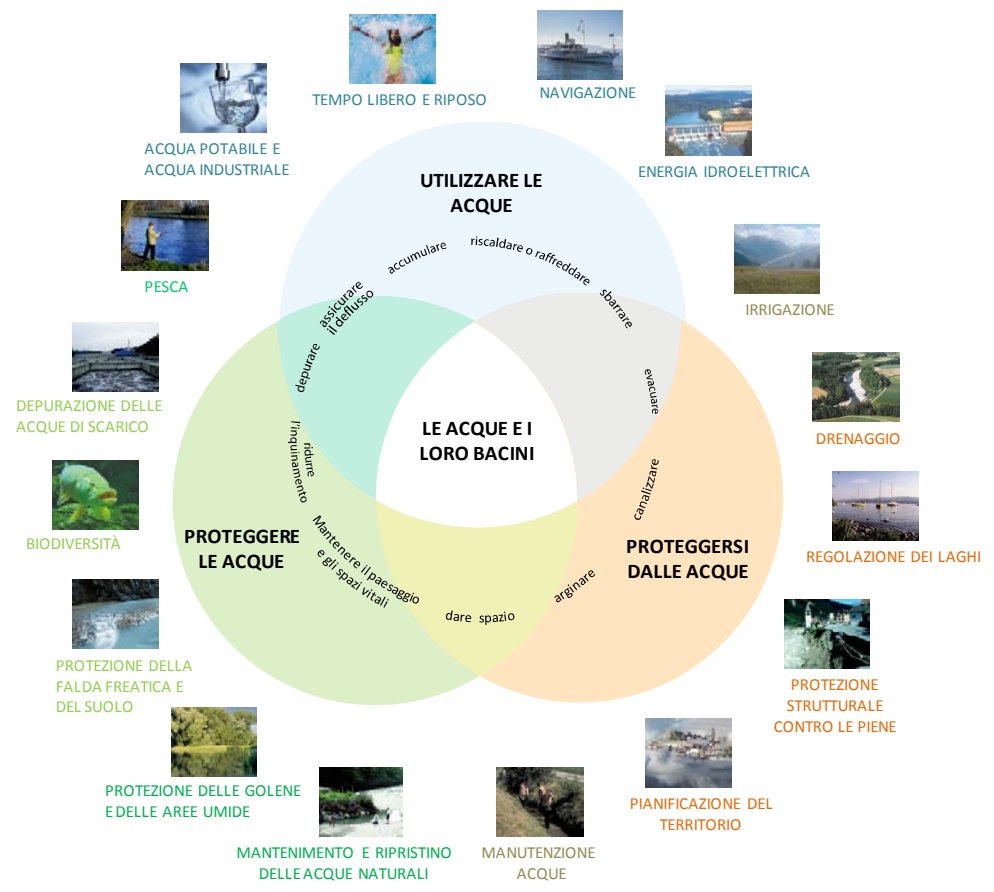 TEMPO LIBERO E RIPOSO
NAVIGAZIONE
ACQUA POTABILE E
ACQUA INDUSTRIALE
ENERGIA IDROELETTRICA
UTILIZZARE LE
ACQUE
PESCA
IRRIGAZIONE
accumulare
riscaldare o raffreddare
sbarrare
assicurare
il deflusso
depurare
evacuare
DEPURAZIONE DELLE
ACQUE DI SCARICO
DRENAGGIO
LE ACQUE E I
LORO BACINI
ridurre
l'inquinamento
canalizzare
BIODIVERSITÀ
REGOLAZIONE DEI LAGHI
PROTEGGERE
LE ACQUE
PROTEGGERSI
DALLE ACQUE
Mantenere il paesaggio
e gli spazi vitali
dare spazio
arginare
PROTEZIONE DELLA
FALDA FREATICA E
DEL SUOLO
PROTEZIONE
STRUTTURALE
CONTRO LE PIENE
PROTEZIONE DELLE GOLENE
E DELLE AREE UMIDE
PIANIFICAZIONE DEL
TERRITORIO
MANTENIMENTO E RIPRISTINO
DELLE ACQUE NATURALI
MANUTENZIONE
ACQUE